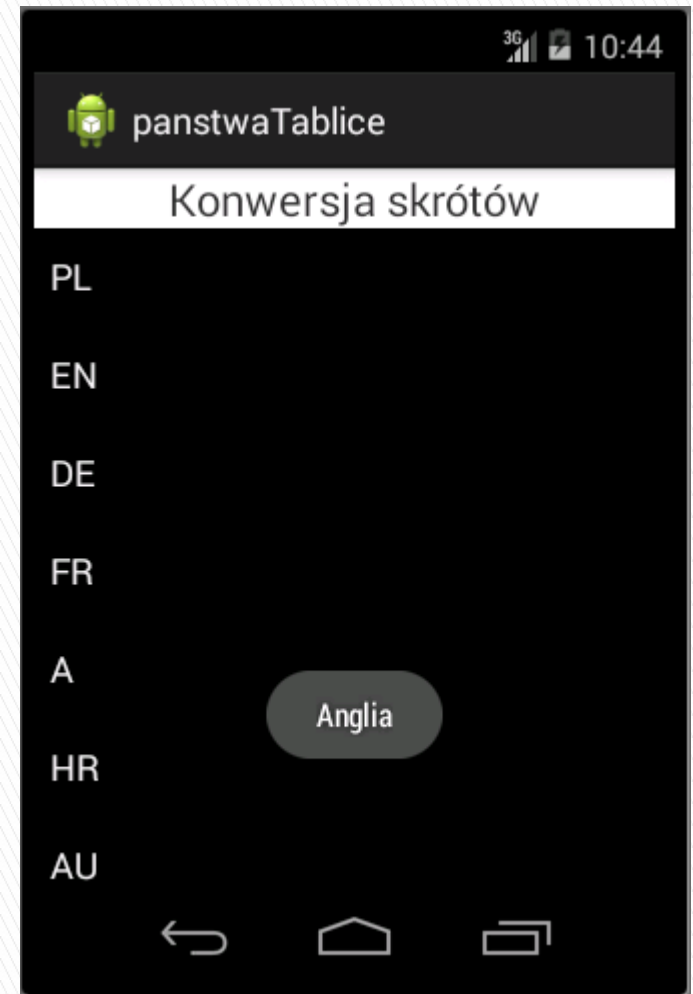 3G 10:44
panstwaTablice
Konwersja skrótów
PL
EN
DE
FR
A
Anglia
HR
AU